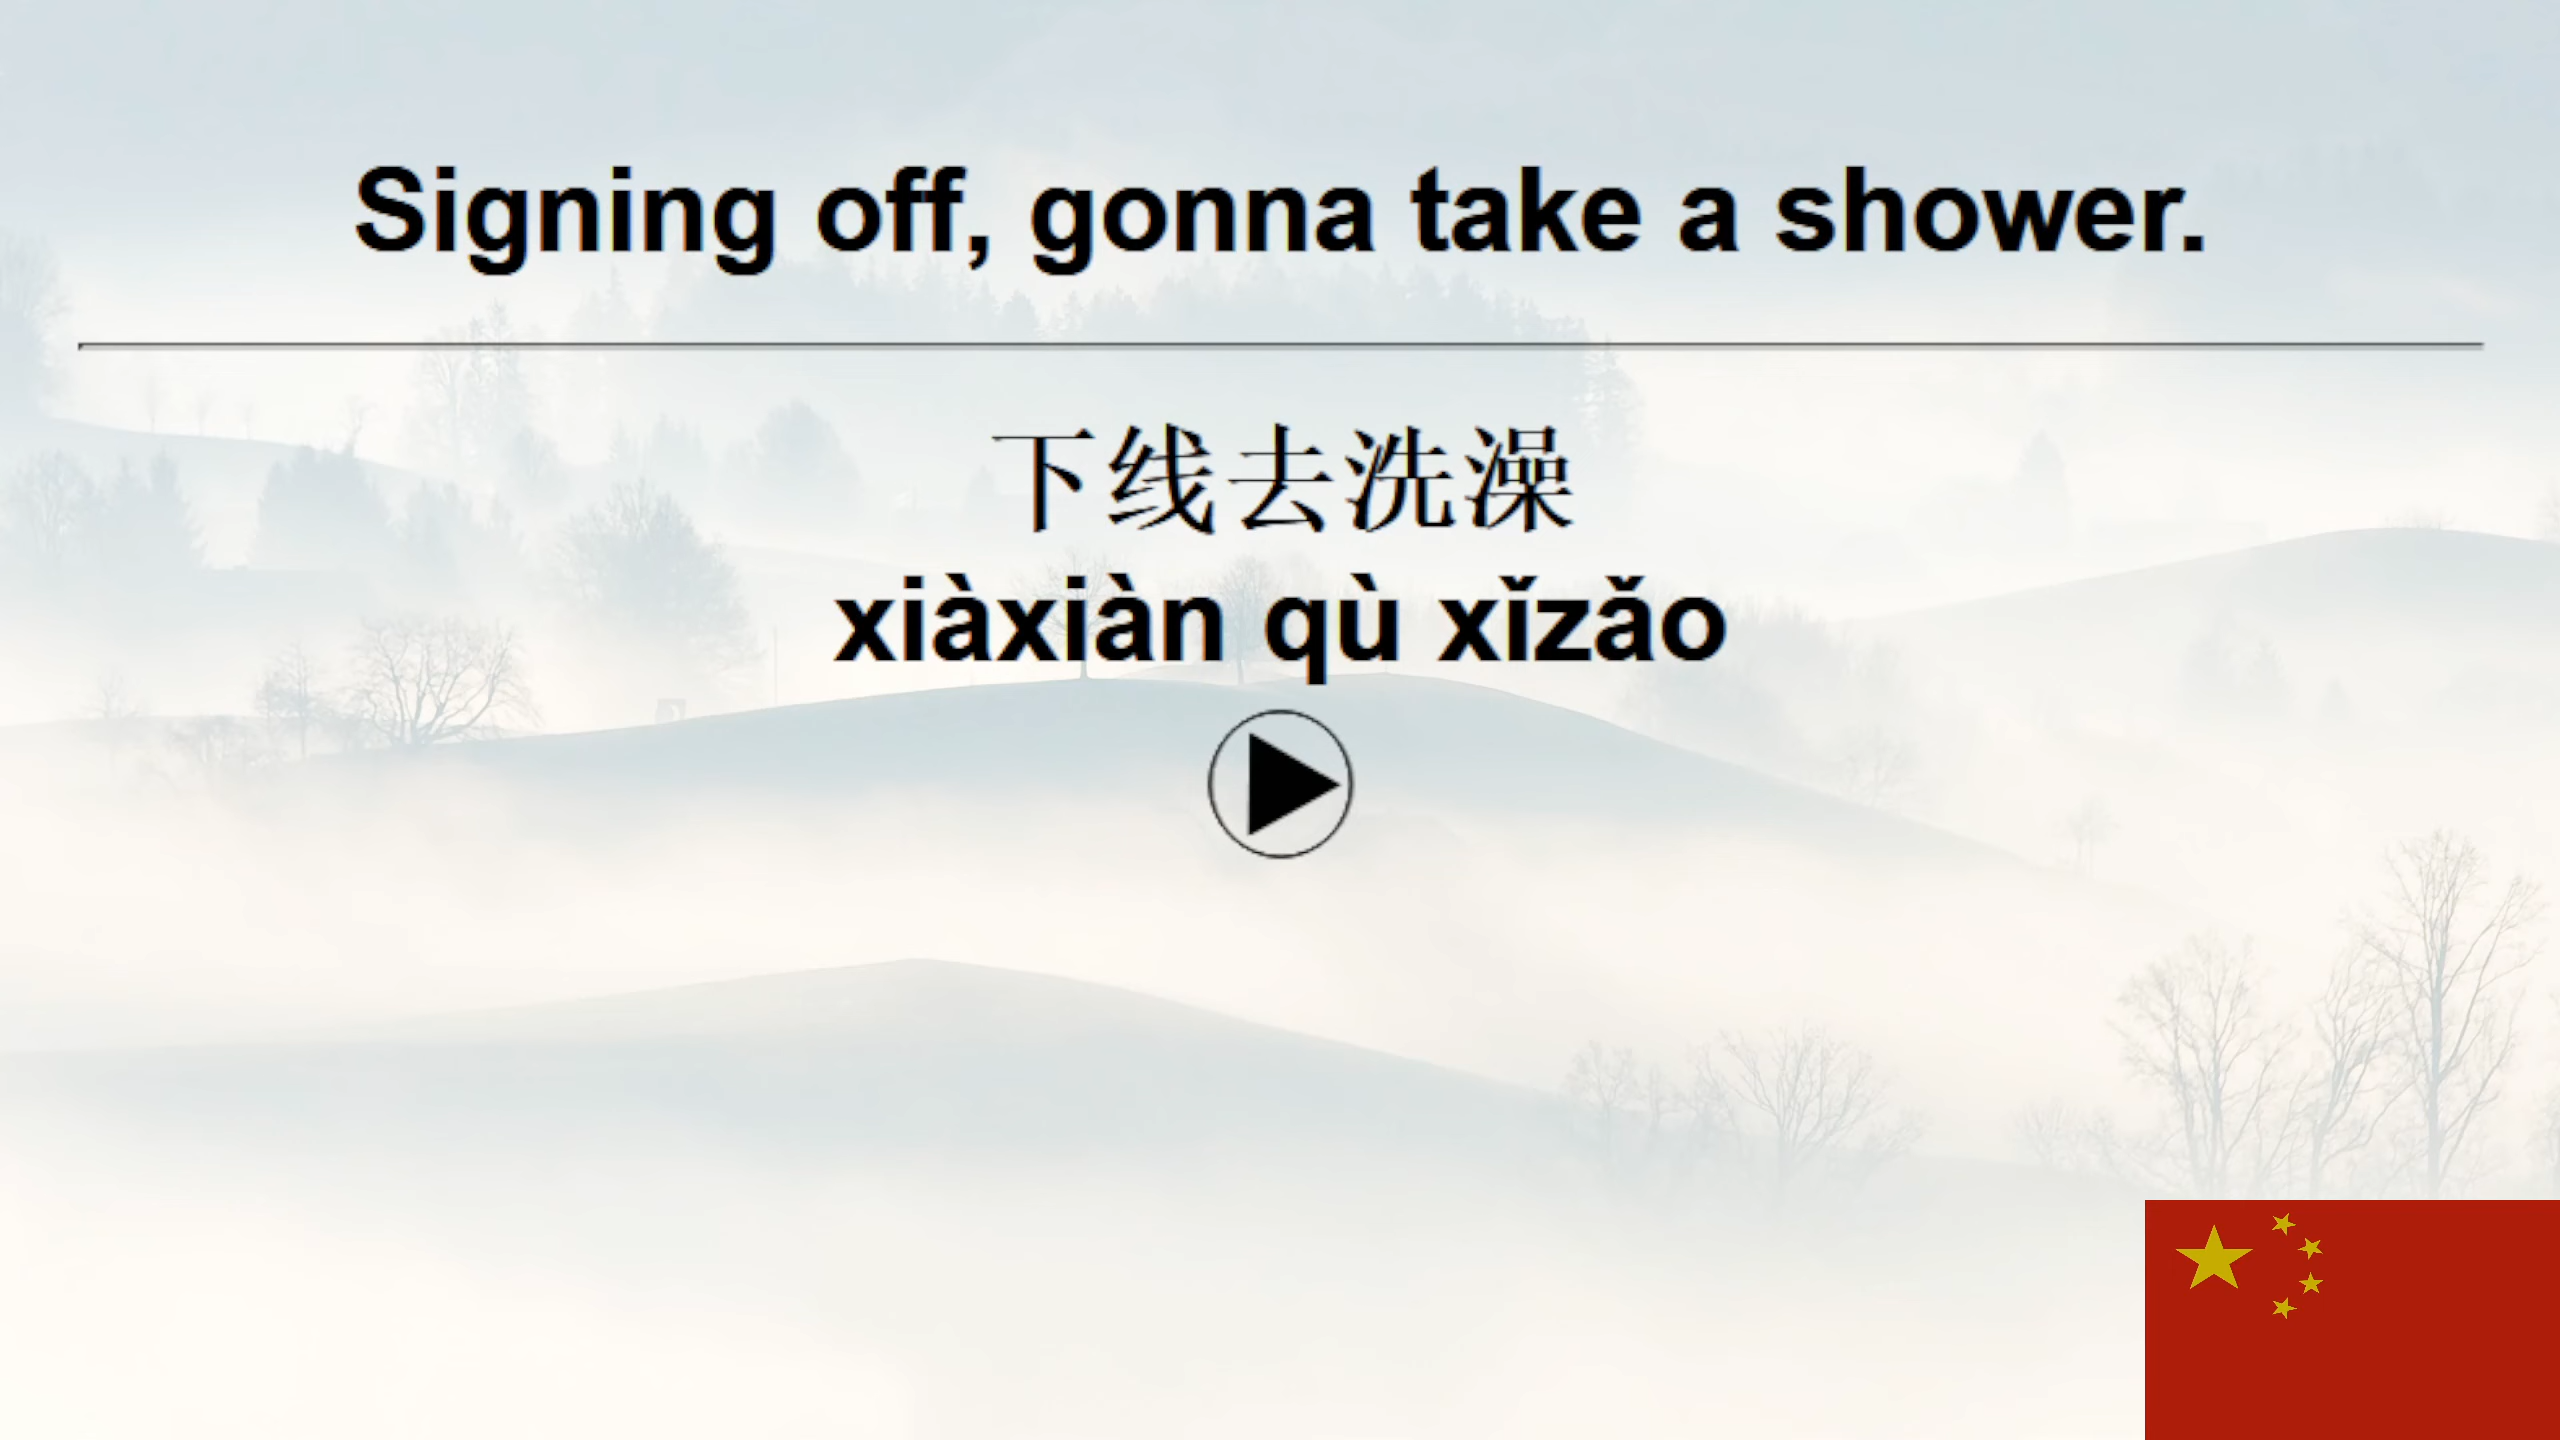 Signing off, gonna take a shower.
下线去洗澡
xiàxiàn qù xǐzǎo